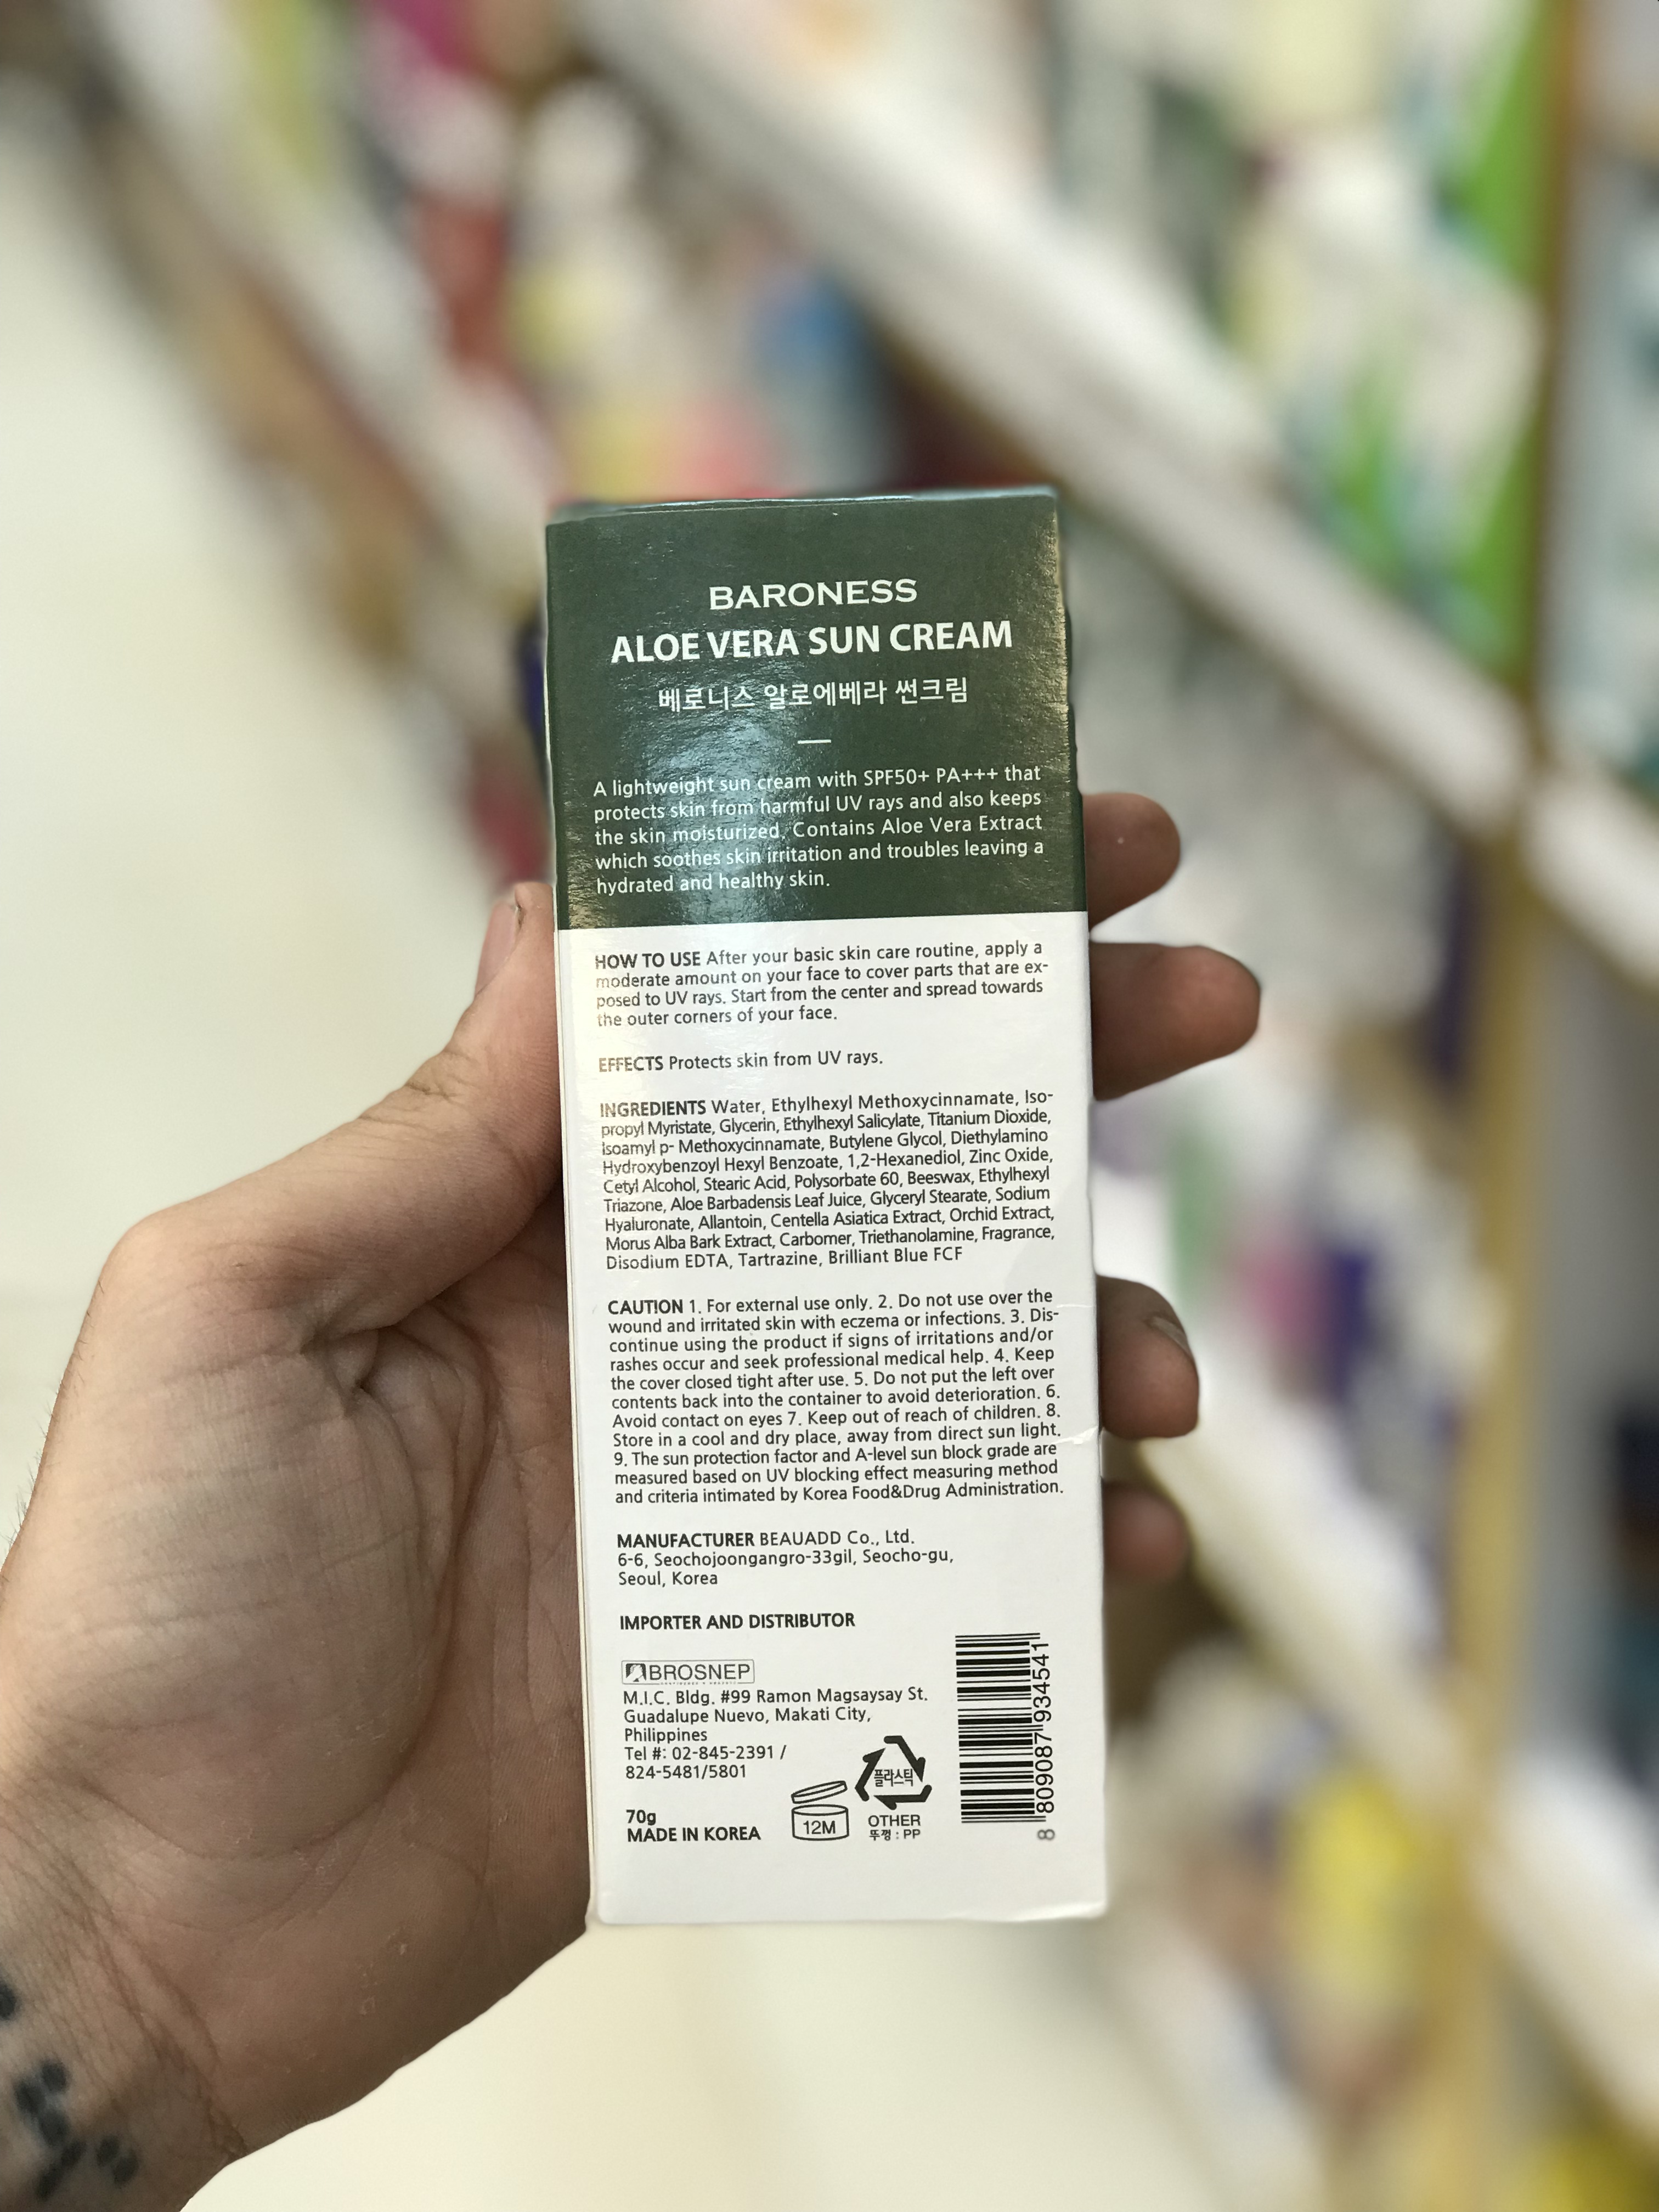 BARONESS
ALOE VERA SUN CREAM
베로니스 알로에베라 썬크림
A lightweight sun cream with SPF50+ PA+++ that
protects skin from harmful UV rays and also keeps
the skin moisturized. Contains Aloe Vera Extract
which soothes skin irritation and troubles leaving a
hydrated and healthy skin.
HOW TO USE After your basic skin care routine, apply a
moderate amount on your face to cover parts that are ex-
posed to UV rays. Start from the center and spread towards
the outer corners of your face.
EFFECTS Protects skin from UV rays.
INGREDIENTS Water, Ethylhexyl Methoxycinnamate, Iso-
propyl Myristate, Glycerin, Ethylhexyl Salicylate, Titanium Dioxide,
Isoamyl p- Methoxycinnamate, Butylene Glycol, Diethylamino
Hydroxybenzoyl Hexyl Benzoate, 1,2-Hexanediol, Zinc Oxide,
Cetyl Alcohol, Stearic Acid, Polysorbate 60, Beeswax, Ethylhexyl
Triazone, Aloe Barbadensis Leaf Juice, Glyceryl Stearate, Sodium
Hyaluronate, Allantoin, Centella Asiatica Extract, Orchid Extract,
Morus Alba Bark Extract, Carbomer, Triethanolamine, Fragrance,
Disodium EDTA, Tartrazine, Brilliant Blue FCF
CAUTION 1. For external use only. 2. Do not use over the
wound and irritated skin with eczema or infections. 3. Dis-
continue using the product if signs of irritations and/or
rashes occur and seek professional medical help. 4. Keep
the cover closed tight after use. 5. Do not put the left over
contents back into the container to avoid deterioration. 6.
Avoid contact on eyes 7. Keep out of reach of children. 8.
Store in a cool and dry place, away from direct sun light.
9. The sun protection factor and A-level sun block grade are
measured based on UV blocking effect measuring method
and criteria intimated by Korea Food&Drug Administration.
MANUFACTURER BEAUADD Co., Ltd.
6-6, Seochojoongangro-33gil, Seocho-gu,
Seoul, Korea
IMPORTER AND DISTRIBUTOR
BROSNEP
M.I.C. Bldg. #99 Ramon Magsaysay St.
Guadalupe Nuevo, Makati City,
Philippines
Tel #: 02-845-2391 /
824-5481/5801
70g
MADE IN KOREA
12M
플라스틱
OTHER
뚜껑 : PP
8 809087 934541